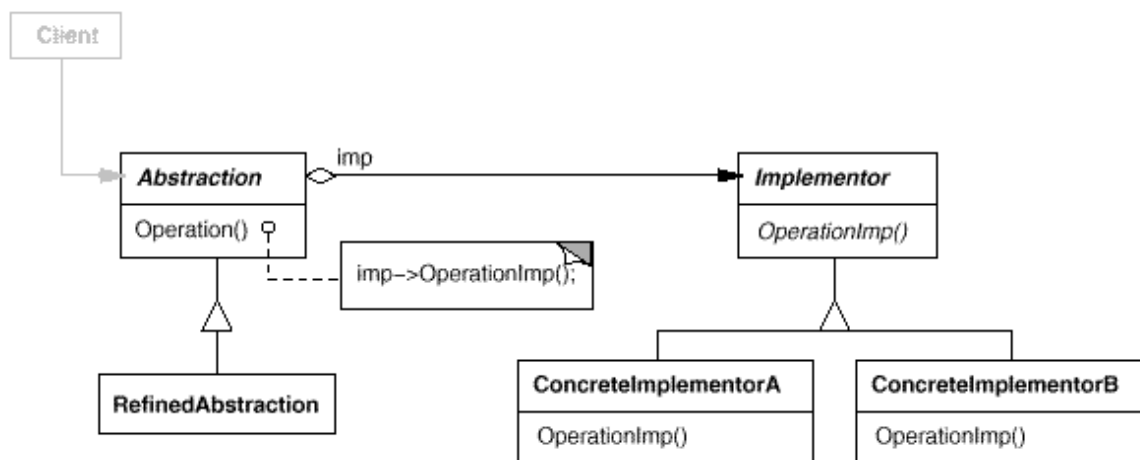 Client
imp
Abstraction
Implementor
Operation()
OperationImp()
imp–>OperationImp();
RefinedAbstraction
ConcreteImplementorA
ConcreteImplementorB
OperationImp()
OperationImp()